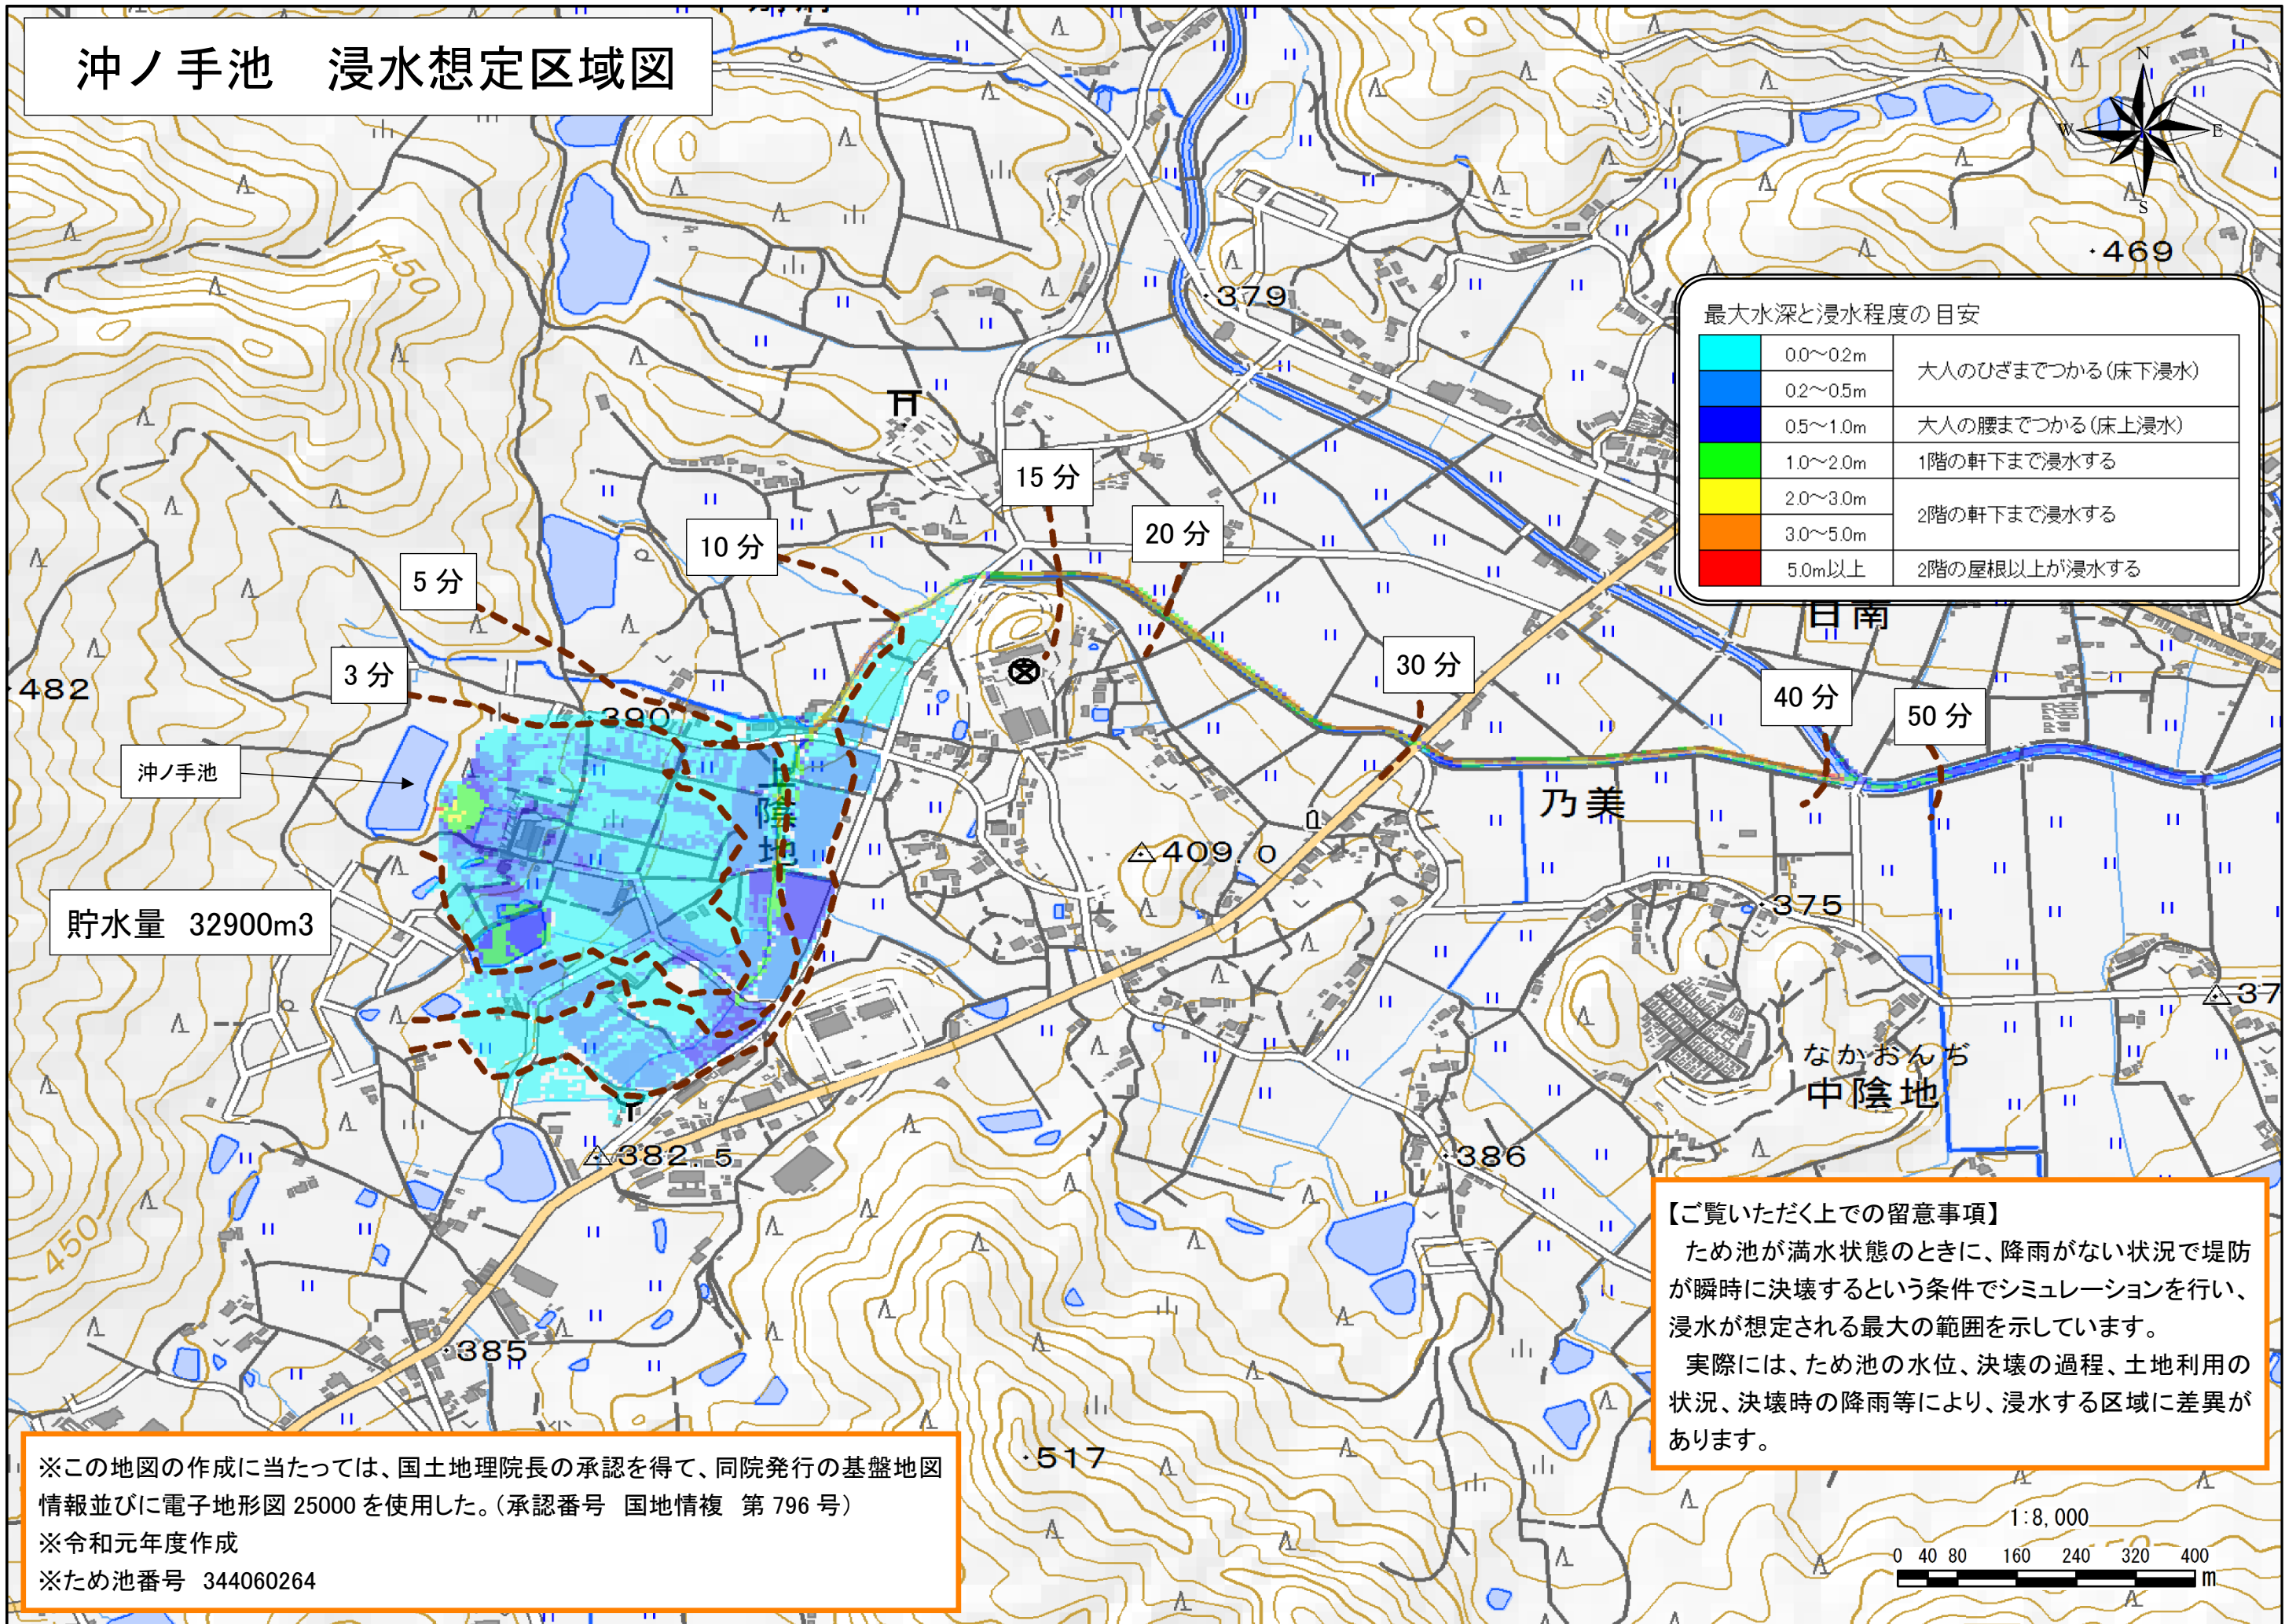 沖ノ手池　浸水想定区域図
N
W
E
S
450
・469
・379
最大水深と浸水程度の目安
0.0～0.2m
大人のひざまでつかる(床下浸水)
0.2～0.5m
0.5～1.0m
大人の腰までつかる(床上浸水)
1.0～2.0m
1階の軒下まで浸水する
2.0～3.0m
2階の軒下まで浸水する
3.0～5.0m
5.0m以上
2階の屋根以上が浸水する
15分
20分
10分
5分
3分
30分
40分
50分
日南
・482
390
沖ノ手池
上陰地
乃美
409.0
貯水量　32900m3
・375
37
なかおんぢ
中陰地
382.5
・386
450
・385
・517
【ご覧いただく上での留意事項】
ため池が満水状態のときに、降雨がない状況で堤防
が瞬時に決壊するという条件でシミュレーションを行い、
浸水が想定される最大の範囲を示しています。
実際には、ため池の水位、決壊の過程、土地利用の
状況、決壊時の降雨等により、浸水する区域に差異が
あります。
※この地図の作成に当たっては、国土地理院長の承認を得て、同院発行の基盤地図
情報並びに電子地形図 25000 を使用した。（承認番号　国地情複　第 796 号）
※令和元年度作成
※ため池番号　344060264
1:8,000
0 40 80 160 240 320 400
m